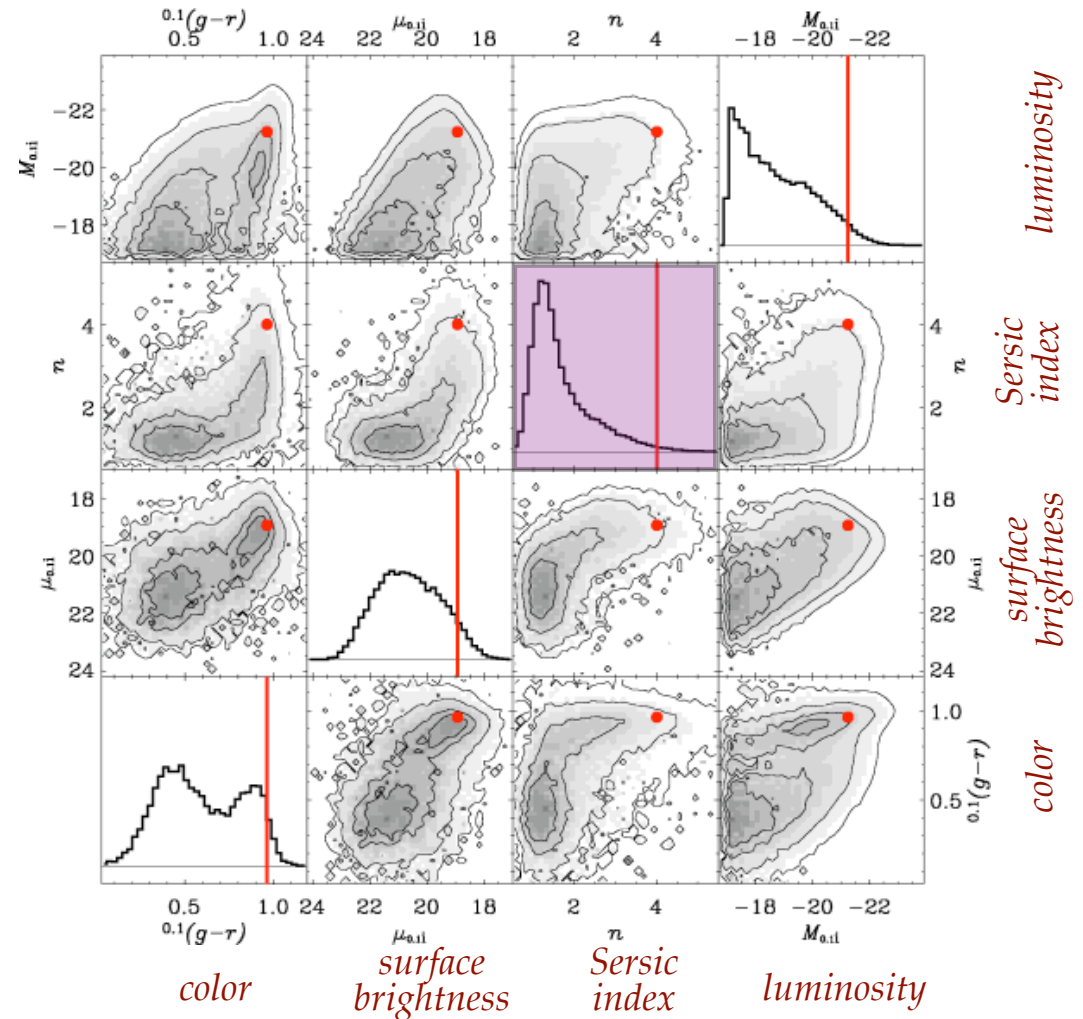 0.1(g-r) μ0.1i n M0.1i
0.5 1.0 24 22 20 18 2 4 -18 -20 -22
M0.1i
-22
-20
-18
luminosity
n
4
2
4
2
n
Sersic
index
μ0.1i
18
20
22
24
18
20
22
24
μ0.1i
surface
brightness
1.0
0.5
0.1(g-r)
color
0.5 1.0 24 22 20 18 2 4 -18 -20 -22
0.1(g-r) μ0.1i n M0.1i
color
surface
brightness
Sersic
index
luminosity